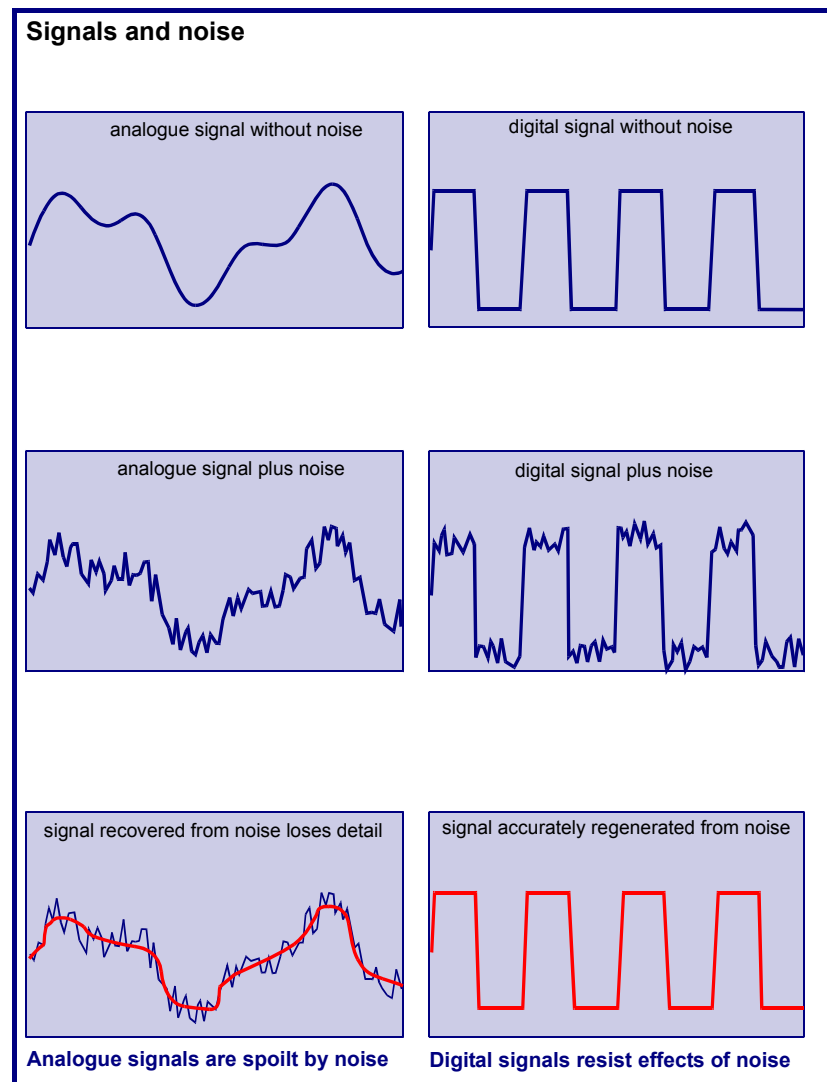 Signals and noise
analogue signal without noise
digital signal without noise
analogue signal plus noise
digital signal plus noise
signal recovered from noise loses detail
signal accurately regenerated from noise
Analogue signals are spoilt by noise
Digital signals resist effects of noise